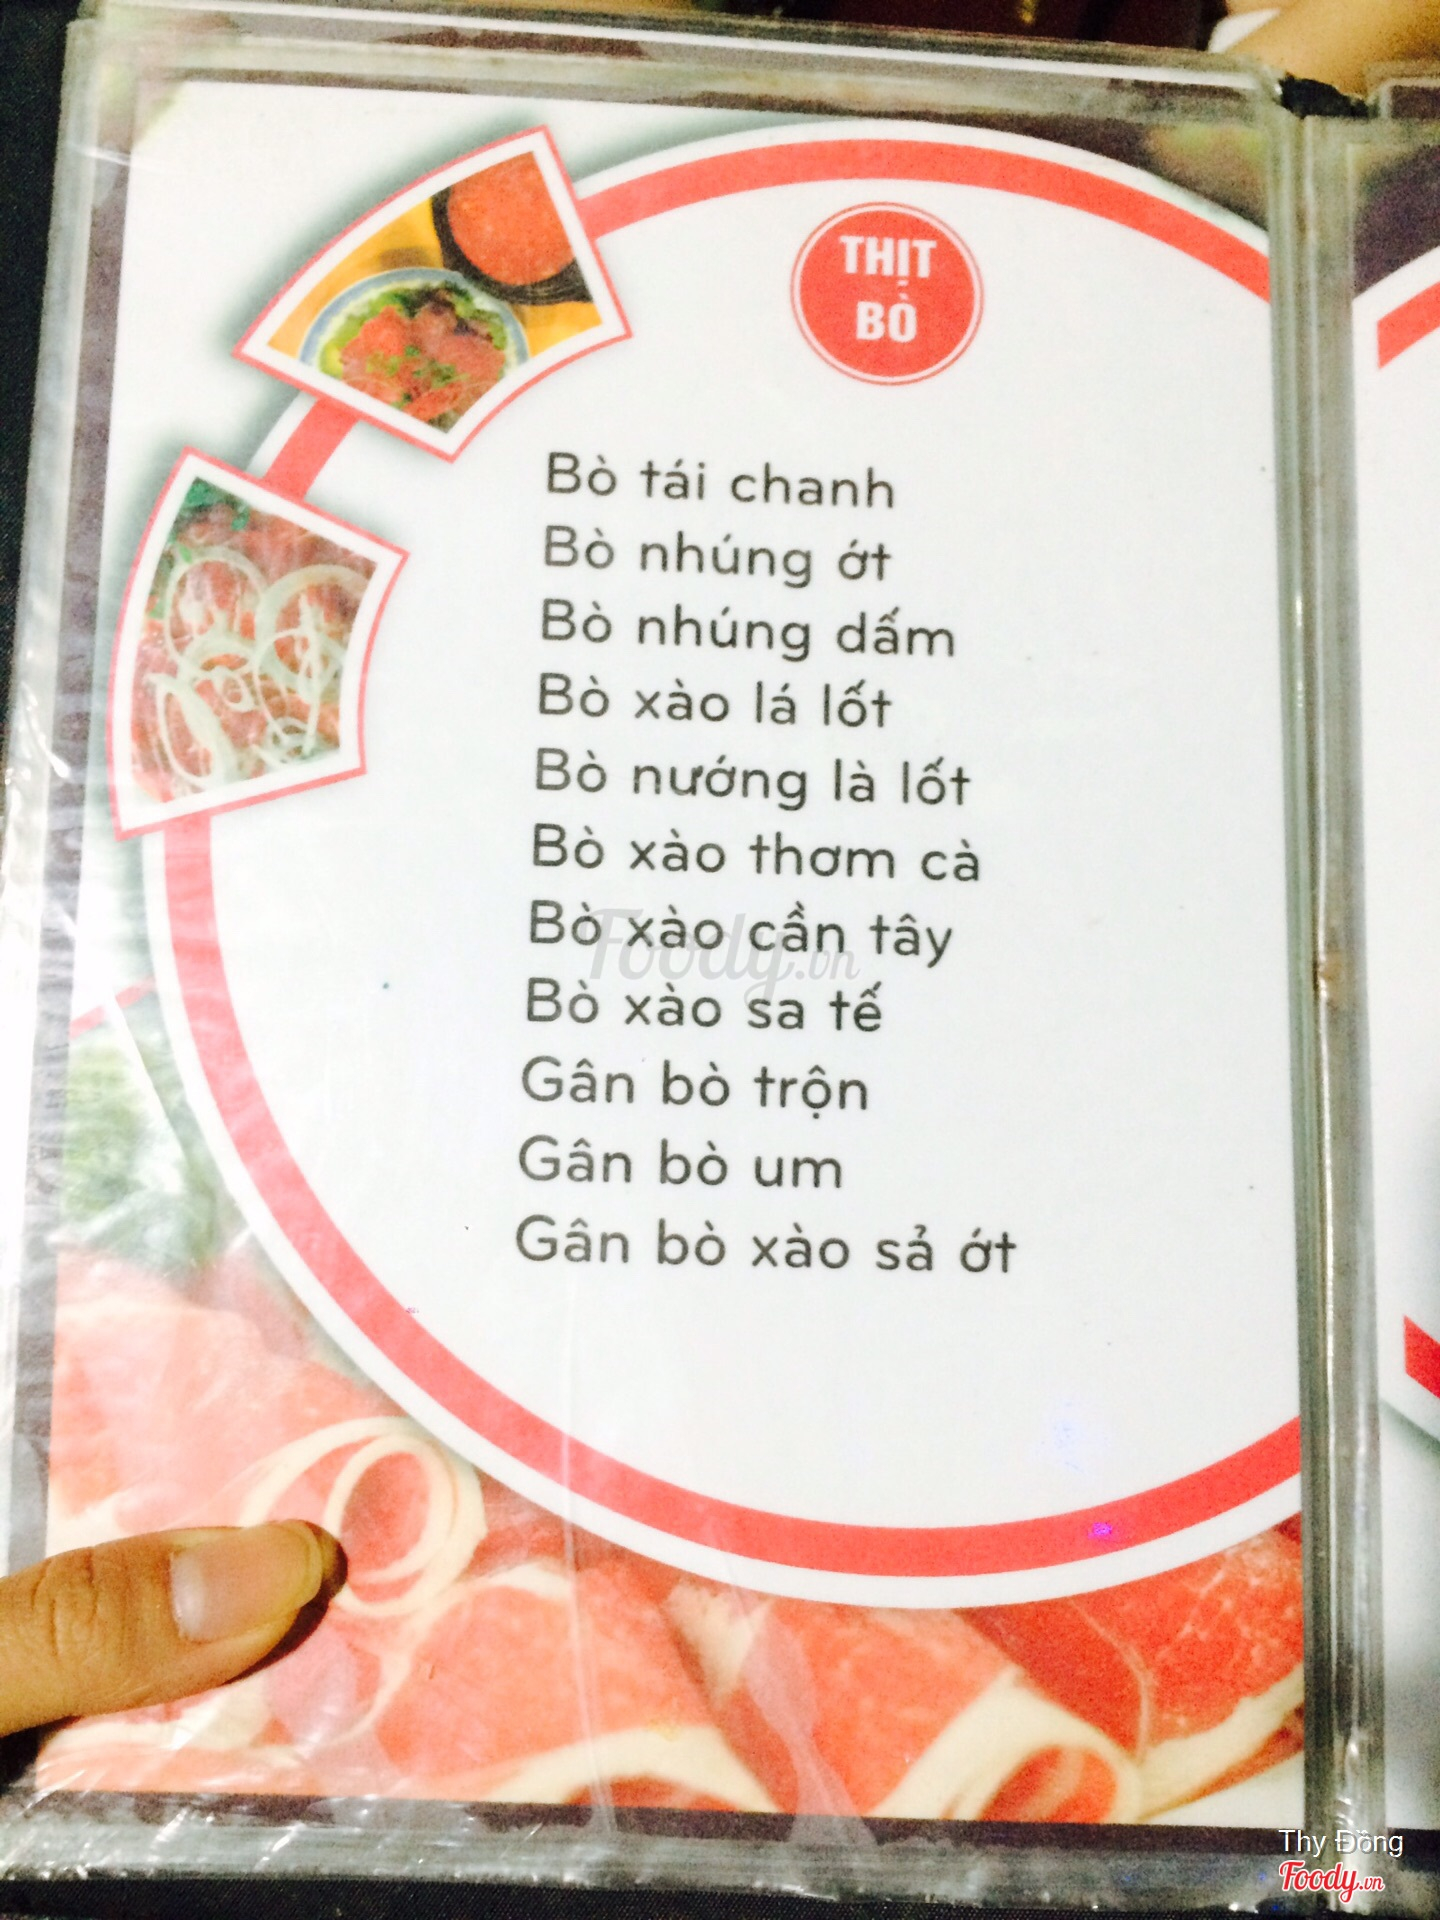 THỊT
BÒ
Bò tái chanh
Bò nhúng ớt
Bò nhúng dấm
Bò xào lá lốt
Bò nướng là lốt
Bò xào thơm cà
Bò xào cần tây
Foody.vn
Bò xào sa tế
Gân bò trộn
Gân bò um
Gân bò xào sả ớt
Thy Đồng
Foody.vn